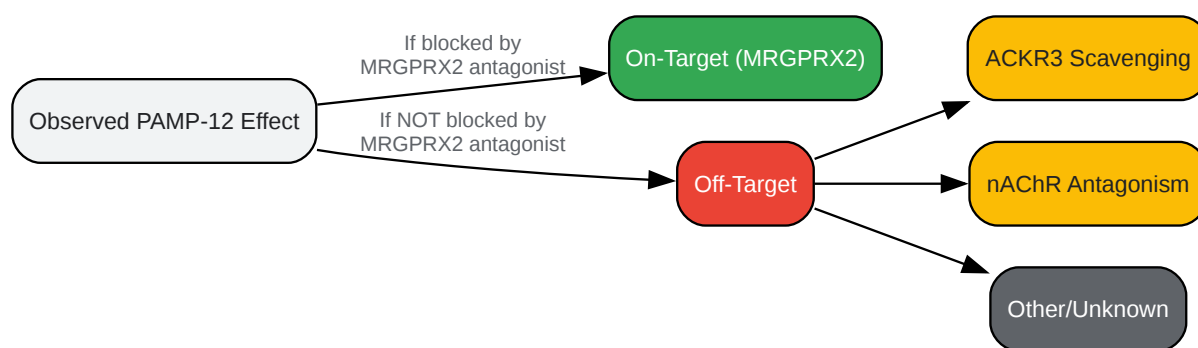 Observed PAMP-12 Effect
If blocked by
MRGPRX2 antagonist
If NOT blocked by
MRGPRX2 antagonist
On-Target (MRGPRX2)
Off-Target
ACKR3 Scavenging
nAChR Antagonism
Other/Unknown